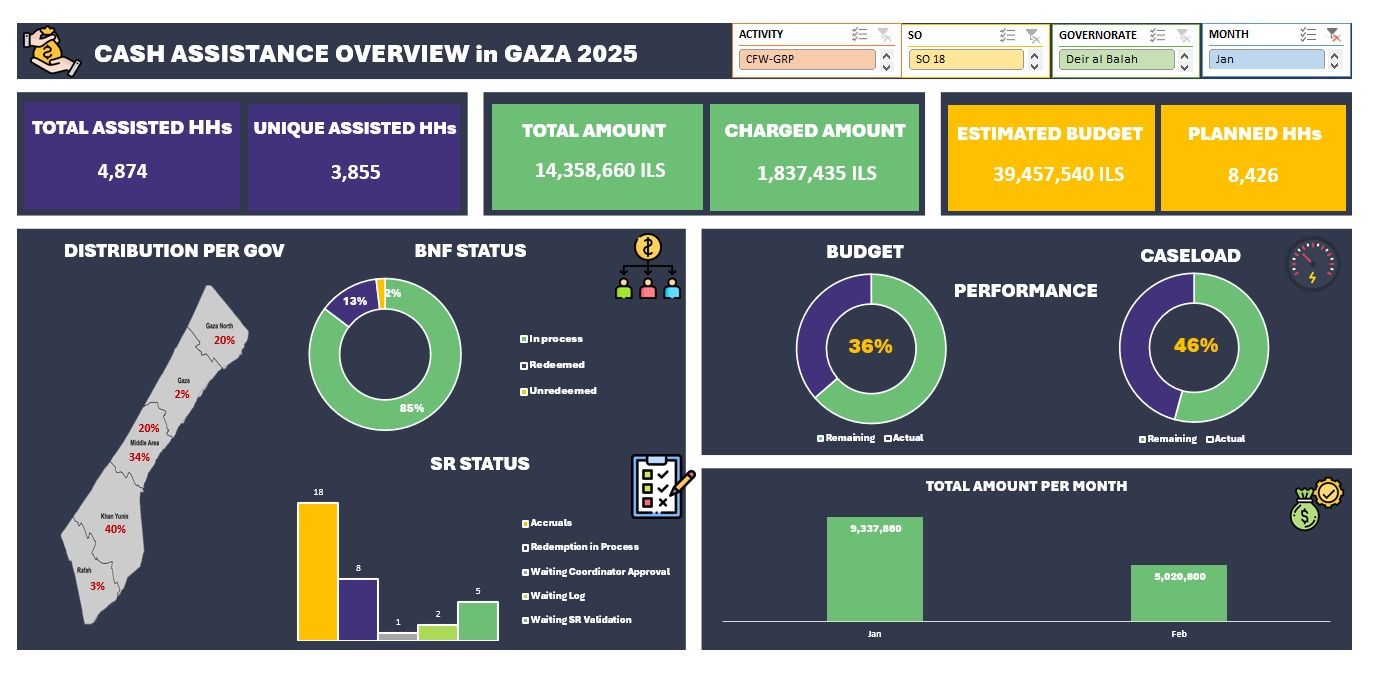 CASH ASSISTANCE OVERVIEW in GAZA 2025
ACTIVITY
CFW-GRP
SO
SO 18
GOVERNORATE
Deir al Balah
MONTH
Jan
TOTAL ASSISTED HHs
4,874
UNIQUE ASSISTED HHs
3,855
TOTAL AMOUNT
14,358,660 ILS
CHARGED AMOUNT
1,837,435 ILS
ESTIMATED BUDGET
39,457,540 ILS
PLANNED HHs
8,426
DISTRIBUTION PER GOV
Gaza North
20%
Gaza
2%
20%
Middle Area
34%
Khan Yunis
40%
Rafah
3%
BNF STATUS
2%
13%
85%
In process
Redeemed
Unredeemed
SR STATUS
18
8
1
2
5
Accruals
Redemption in Process
Waiting Coordinator Approval
Waiting Log
Waiting SR Validation
BUDGET
36%
Remaining Actual
PERFORMANCE
CASELOAD
46%
Remaining Actual
TOTAL AMOUNT PER MONTH
9,337,860
5,020,800
Jan
Feb